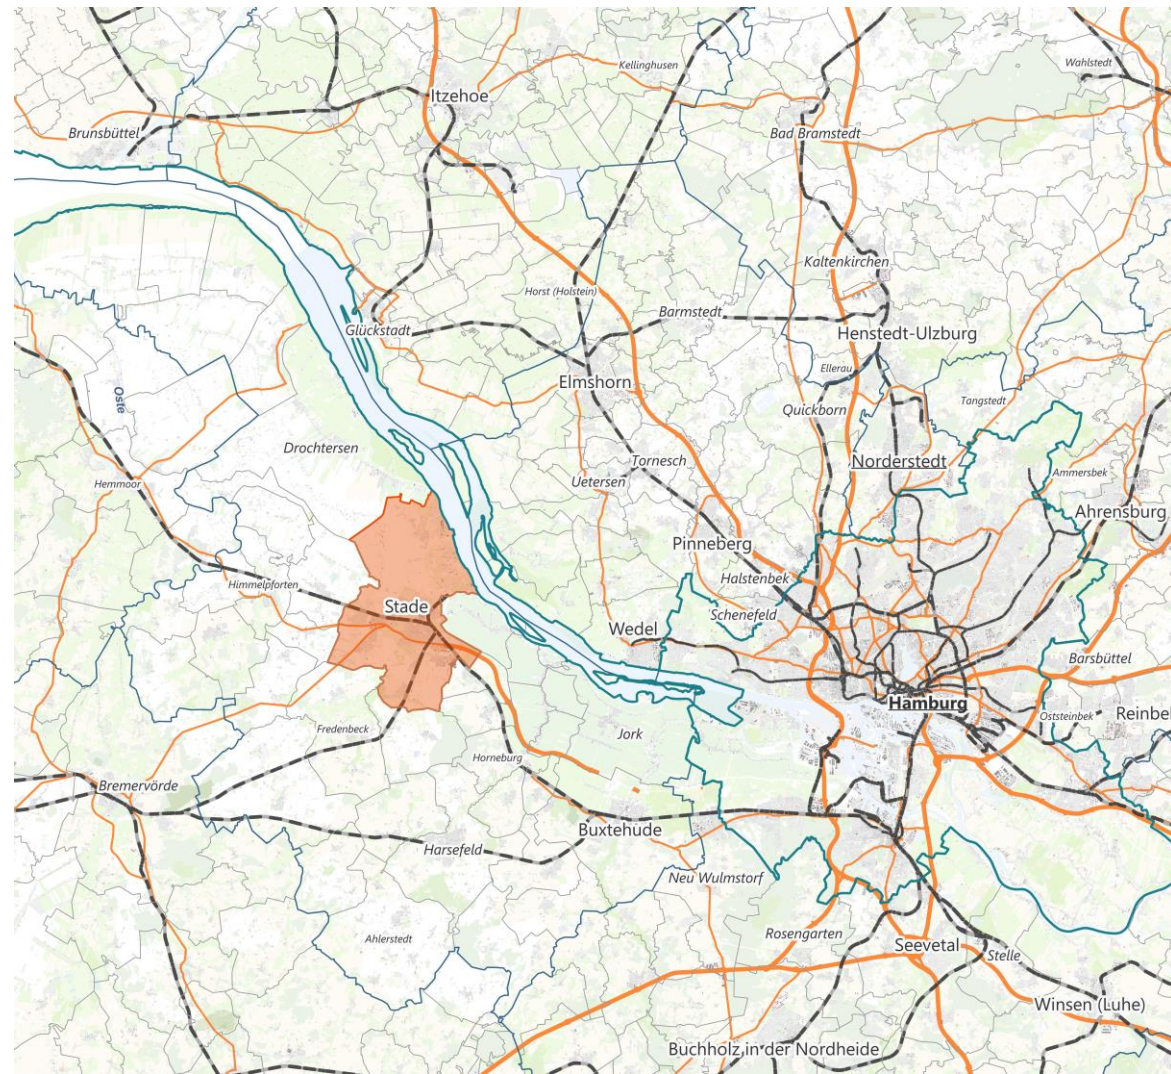 Kellinghusen
Wahlstedt
Itzehoe
Brunsbüttel
Bad Bramstedt
Kaltenkirchen
Horst (Holstein)
Barmstedt
Glückstadt
Henstedt-Ulzburg
Ellerau
Elmshorn
Oste
Tangstedt
Quickborn
Drochtersen
Norderstedt
Tornesch
Ammersbek
Hemmoor
Uetersen
Ahrensburg
Pinneberg
Himmelpforten
Halstenbek
Stade
Schenefeld
Wedel
Barsbüttel
Hamburg
Oststeinbek
Reinbe
Fredenbeck
Jork
Horneburg
Bremervörde
Buxtehude
Harsefeld
Neu Wulmstorf
Rosengarten
Ahlerstedt
Seevetal
Stelle
Winsen (Luhe)
Buchholz in der Nordheide